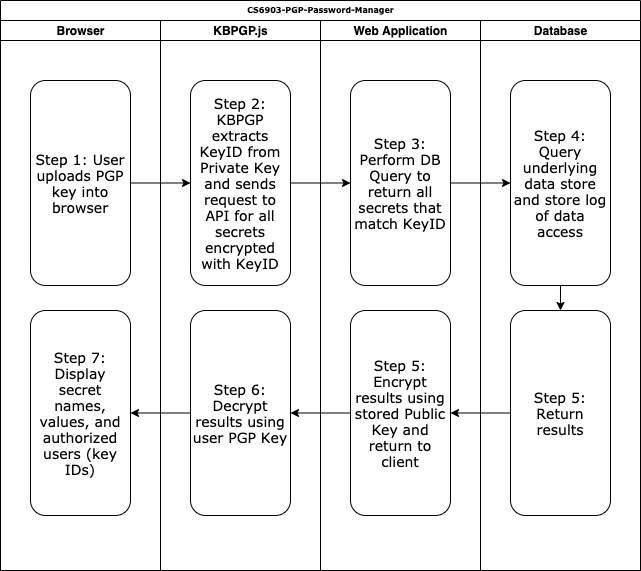 CS6903-PGP-Password-Manager
Browser
KBPGP.js
Web Application
Database
Step 1: User
uploads PGP
key into
browser
Step 2:
KBPGP
extracts
KeyID from
Private Key
and sends
request to
API for all
secrets
encrypted
with KeyID
Step 3:
Perform DB
Query to
return all
secrets that
match KeyID
Step 4:
Query
underlying
data store
and store log
of data
access
Step 7:
Display
secret
names,
values, and
authorized
users (key
IDs)
Step 6:
Decrypt
results using
user PGP Key
Step 5:
Encrypt
results using
stored Public
Key and
return to
client
Step 5:
Return
results